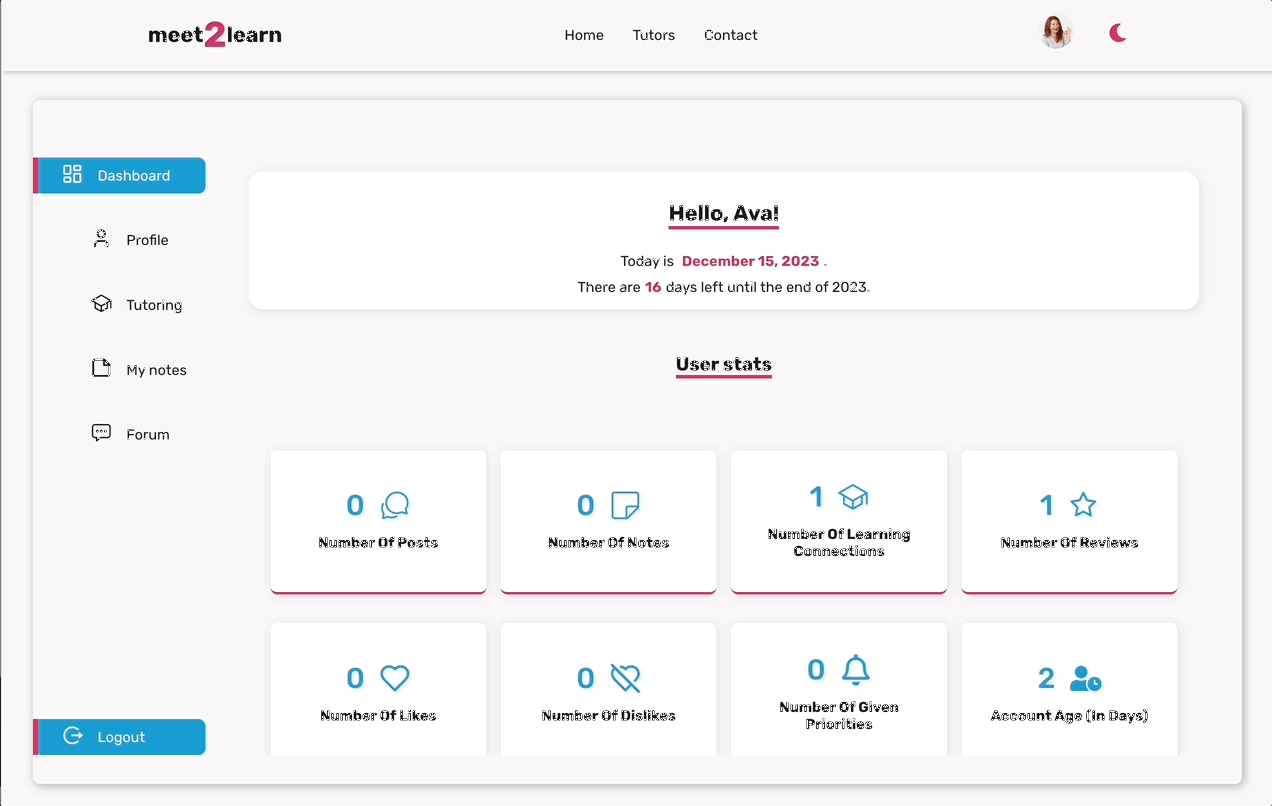 meet2learn
Home Tutors Contact
Dashboard
Profile
Tutoring
My notes
Forum
Logout
Hello, Ava!
Today is December 15, 2023 .
There are 16 days left until the end of 2023.
User stats
0
Number Of Posts
0
Number Of Notes
1
Number Of Learning
Connections
1
Number Of Reviews
0
Number Of Likes
0
Number Of Dislikes
0
Number Of Given
Priorities
2
Account Age (In Days)